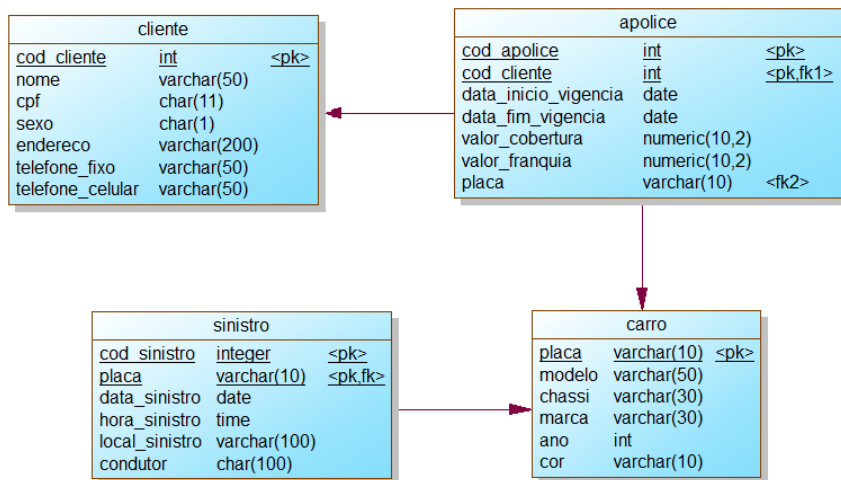 cliente
cod_cliente int <pk>
nome varchar(50)
cpf char(11)
sexo char(1)
endereco varchar(200)
telefone_fixo varchar(50)
telefone_celular varchar(50)
apolice
cod_apolice int <pk>
cod_cliente int <pk,fk1>
data_inicio_vigencia date
data_fim_vigencia date
valor_cobertura numeric(10,2)
valor_franquia numeric(10,2)
placa varchar(10) <fk2>
sinistro
cod_sinistro integer <pk>
placa varchar(10) <pk,fk>
data_sinistro date
hora_sinistro time
local_sinistro varchar(100)
condutor char(100)
carro
placa varchar(10) <pk>
modelo varchar(50)
chassi varchar(30)
marca varchar(30)
ano int
cor varchar(10)